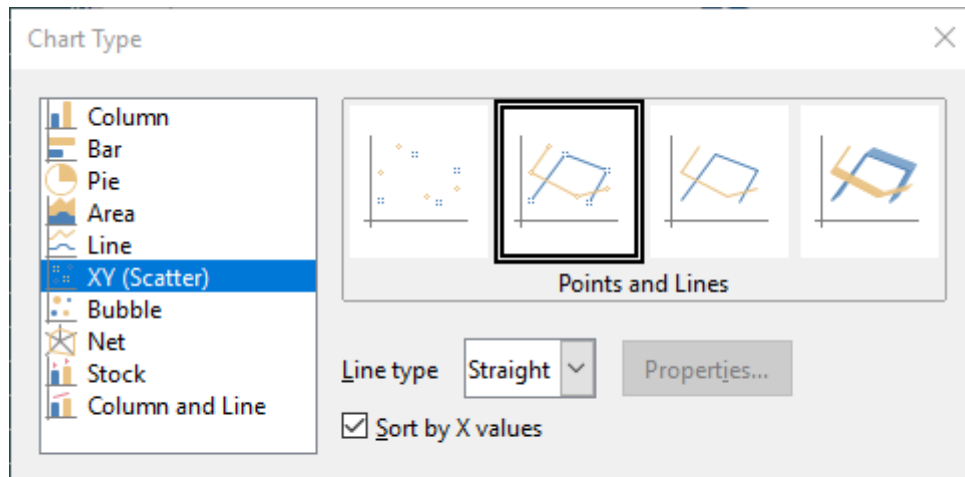 Chart Type
Column
Bar
Pie
Area
Line
XY (Scatter)
Bubble
Net
Stock
Column and Line
Points and Lines
Line type Straight Properties...
Sort by X values